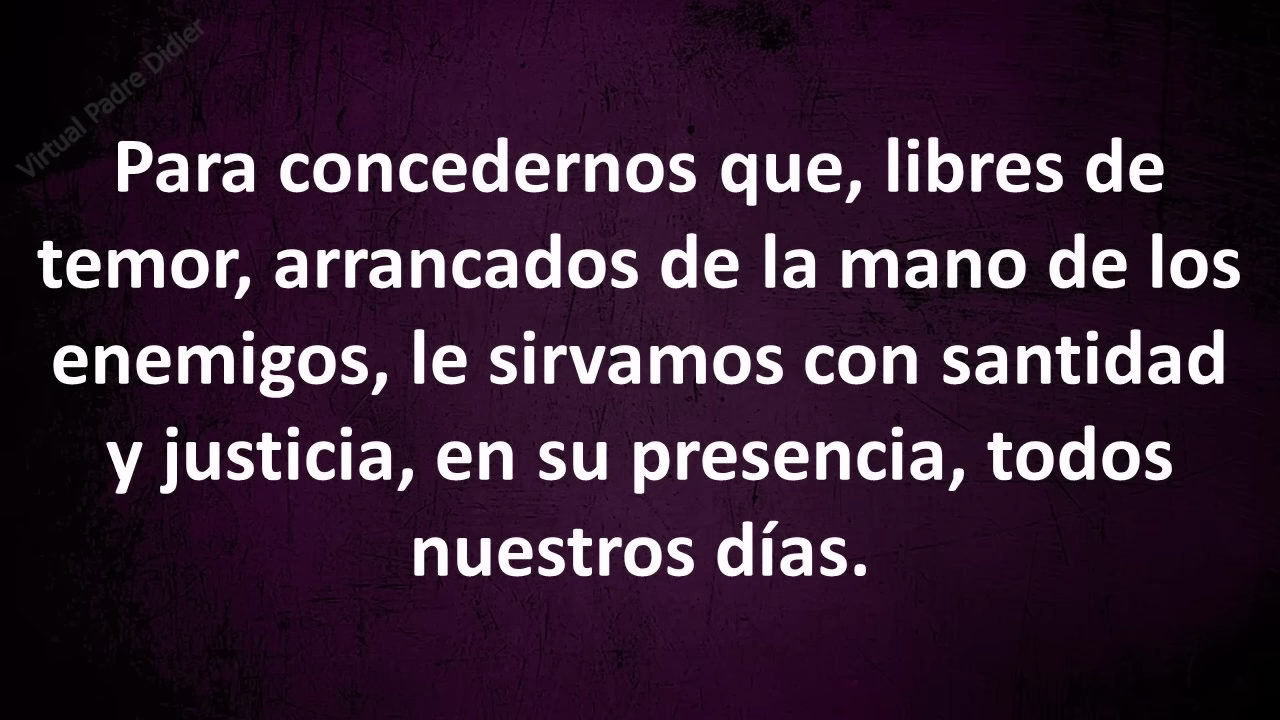 Virtual Padre Didier
Para concedernos que, libres de
temor, arrancados de la mano de los
enemigos, le sirvamos con santidad
y justicia, en su presencia, todos
nuestros días.